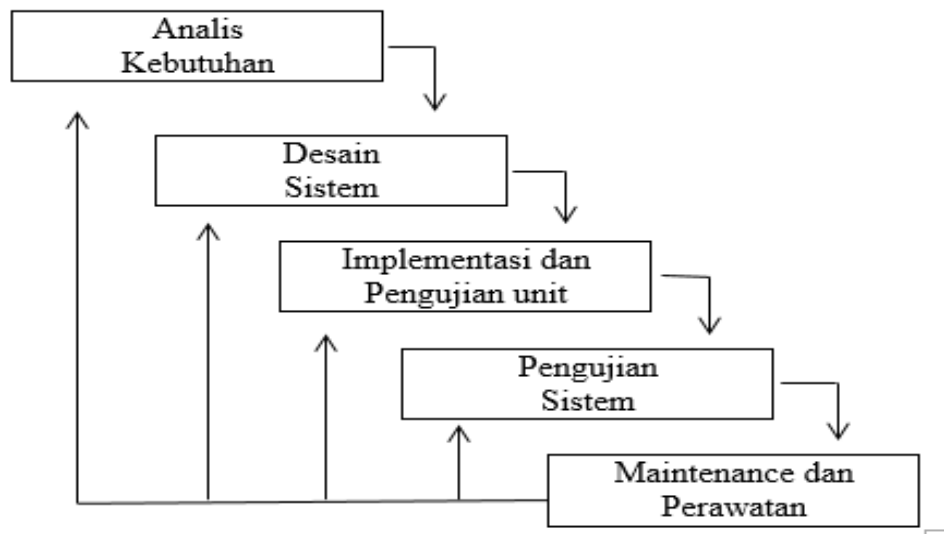 Analis
Kebutuhan
Desain
Sistem
Implementasi dan
Pengujian unit
Pengujian
Sistem
Maintenance dan
Perawatan